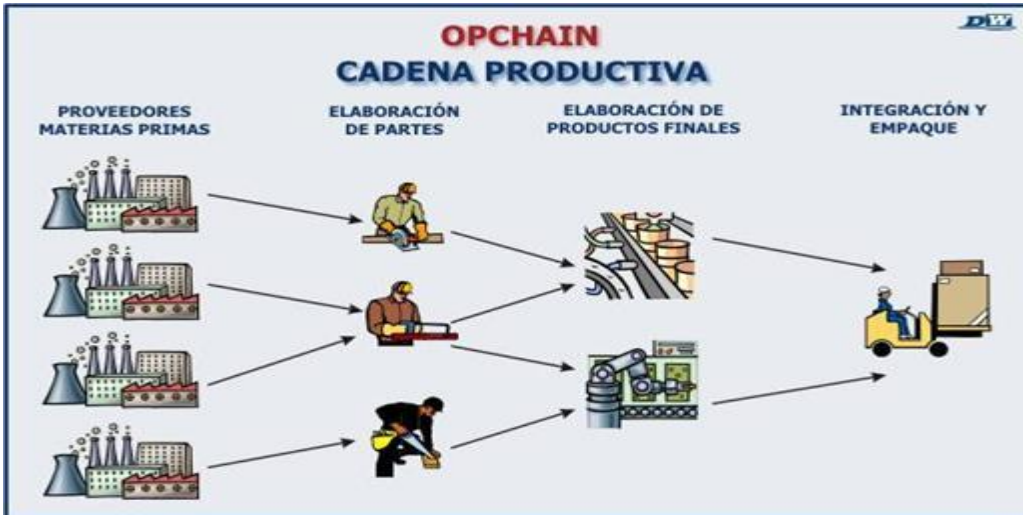 DW
OPCHAIN
CADENA PRODUCTIVA
PROVEEDORES
MATERIAS PRIMAS
ELABORACIÓN
DE PARTES
ELABORACIÓN DE
PRODUCTOS FINALES
INTEGRACIÓN Y
EMPAQUE